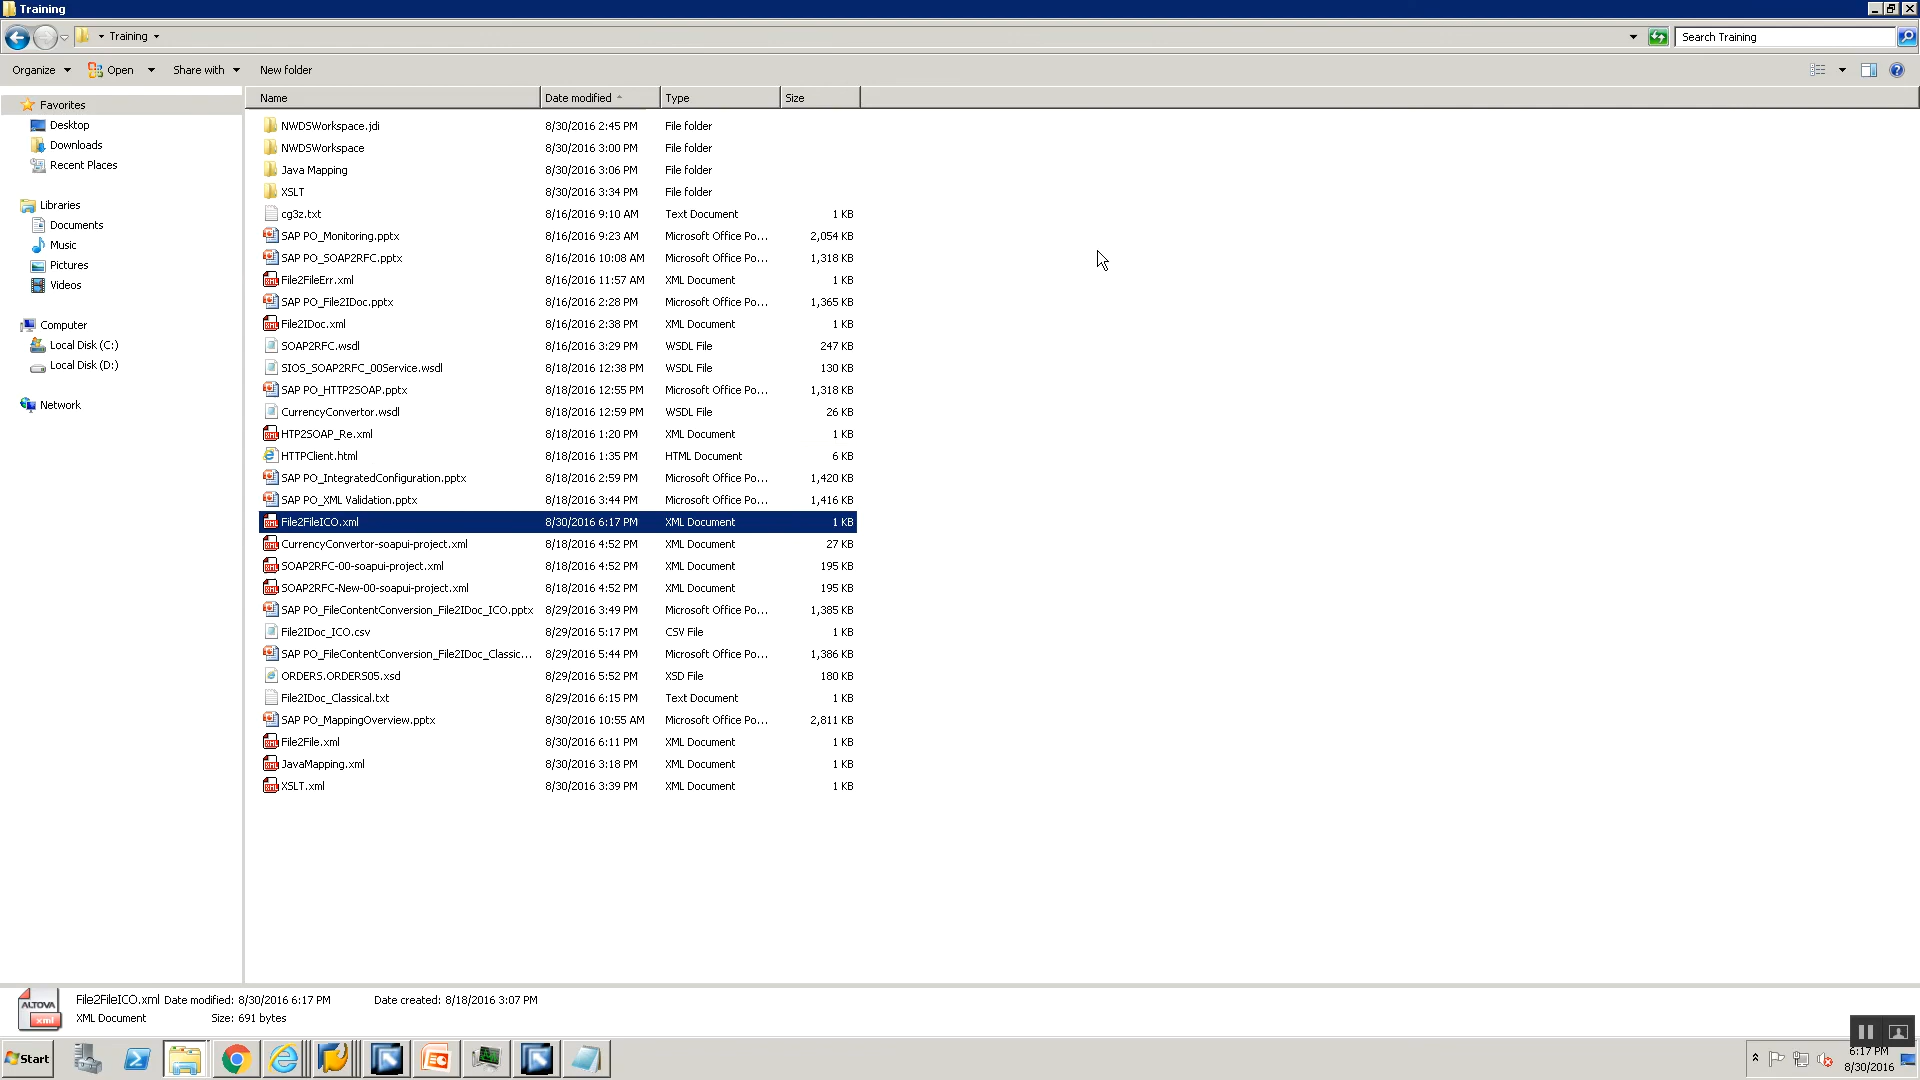 Training
Training
Search Training
Organize Open Share with New folder
Name Date modified Type Size
Favorites
Desktop
Downloads
Recent Places
Libraries
Documents
Music
Pictures
Videos
Computer
Local Disk (C:)
Local Disk (D:)
Network
NWDSWorkspace.jdi 8/30/2016 2:45 PM File folder
NWDSWorkspace 8/30/2016 3:00 PM File folder
Java Mapping 8/30/2016 3:06 PM File folder
XSLT 8/30/2016 3:34 PM File folder
cg3z.txt 8/16/2016 9:10 AM Text Document 1 KB
SAP PO_Monitoring.pptx 8/16/2016 9:23 AM Microsoft Office Po... 2,054 KB
SAP PO_SOAP2RFC.pptx 8/16/2016 10:08 AM Microsoft Office Po... 1,318 KB
File2FileErr.xml 8/16/2016 11:57 AM XML Document 1 KB
SAP PO_File2IDoc.pptx 8/16/2016 2:28 PM Microsoft Office Po... 1,365 KB
File2IDoc.xml 8/16/2016 2:38 PM XML Document 1 KB
SOAP2RFC.wsdl 8/16/2016 3:29 PM WSDL File 247 KB
SIOS_SOAP2RFC_00Service.wsdl 8/18/2016 12:38 PM WSDL File 130 KB
SAP PO_HTTP2SOAP.pptx 8/18/2016 12:55 PM Microsoft Office Po... 1,318 KB
CurrencyConvertor.wsdl 8/18/2016 12:59 PM WSDL File 26 KB
HTP2SOAP_Re.xml 8/18/2016 1:20 PM XML Document 1 KB
HTTPClient.html 8/18/2016 1:35 PM HTML Document 6 KB
SAP PO_IntegratedConfiguration.pptx 8/18/2016 2:59 PM Microsoft Office Po... 1,420 KB
SAP PO_XML Validation.pptx 8/18/2016 3:44 PM Microsoft Office Po... 1,416 KB
File2FileICO.xml 8/30/2016 6:17 PM XML Document 1 KB
CurrencyConvertor-soapui-project.xml 8/18/2016 4:52 PM XML Document 27 KB
SOAP2RFC-00-soapui-project.xml 8/18/2016 4:52 PM XML Document 195 KB
SOAP2RFC-New-00-soapui-project.xml 8/18/2016 4:52 PM XML Document 195 KB
SAP PO_FileContentConversion_File2IDoc_ICO.pptx 8/29/2016 3:49 PM Microsoft Office Po... 1,385 KB
File2IDoc_ICO.csv 8/29/2016 5:17 PM CSV File 1 KB
SAP PO_FileContentConversion_File2IDoc_Classic... 8/29/2016 5:44 PM Microsoft Office Po... 1,386 KB
ORDERS.ORDERS05.xsd 8/29/2016 5:52 PM XSD File 180 KB
File2IDoc_Classical.txt 8/29/2016 6:15 PM Text Document 1 KB
SAP PO_MappingOverview.pptx 8/30/2016 10:55 AM Microsoft Office Po... 2,811 KB
File2File.xml 8/30/2016 6:11 PM XML Document 1 KB
JavaMapping.xml 8/30/2016 3:18 PM XML Document 1 KB
XSLT.xml 8/30/2016 3:39 PM XML Document 1 KB
ALTOVA
xml
File2FileICO.xml Date modified: 8/30/2016 6:17 PM Date created: 8/18/2016 3:07 PM
XML Document Size: 691 bytes
Start
6:17 PM
8/30/2016